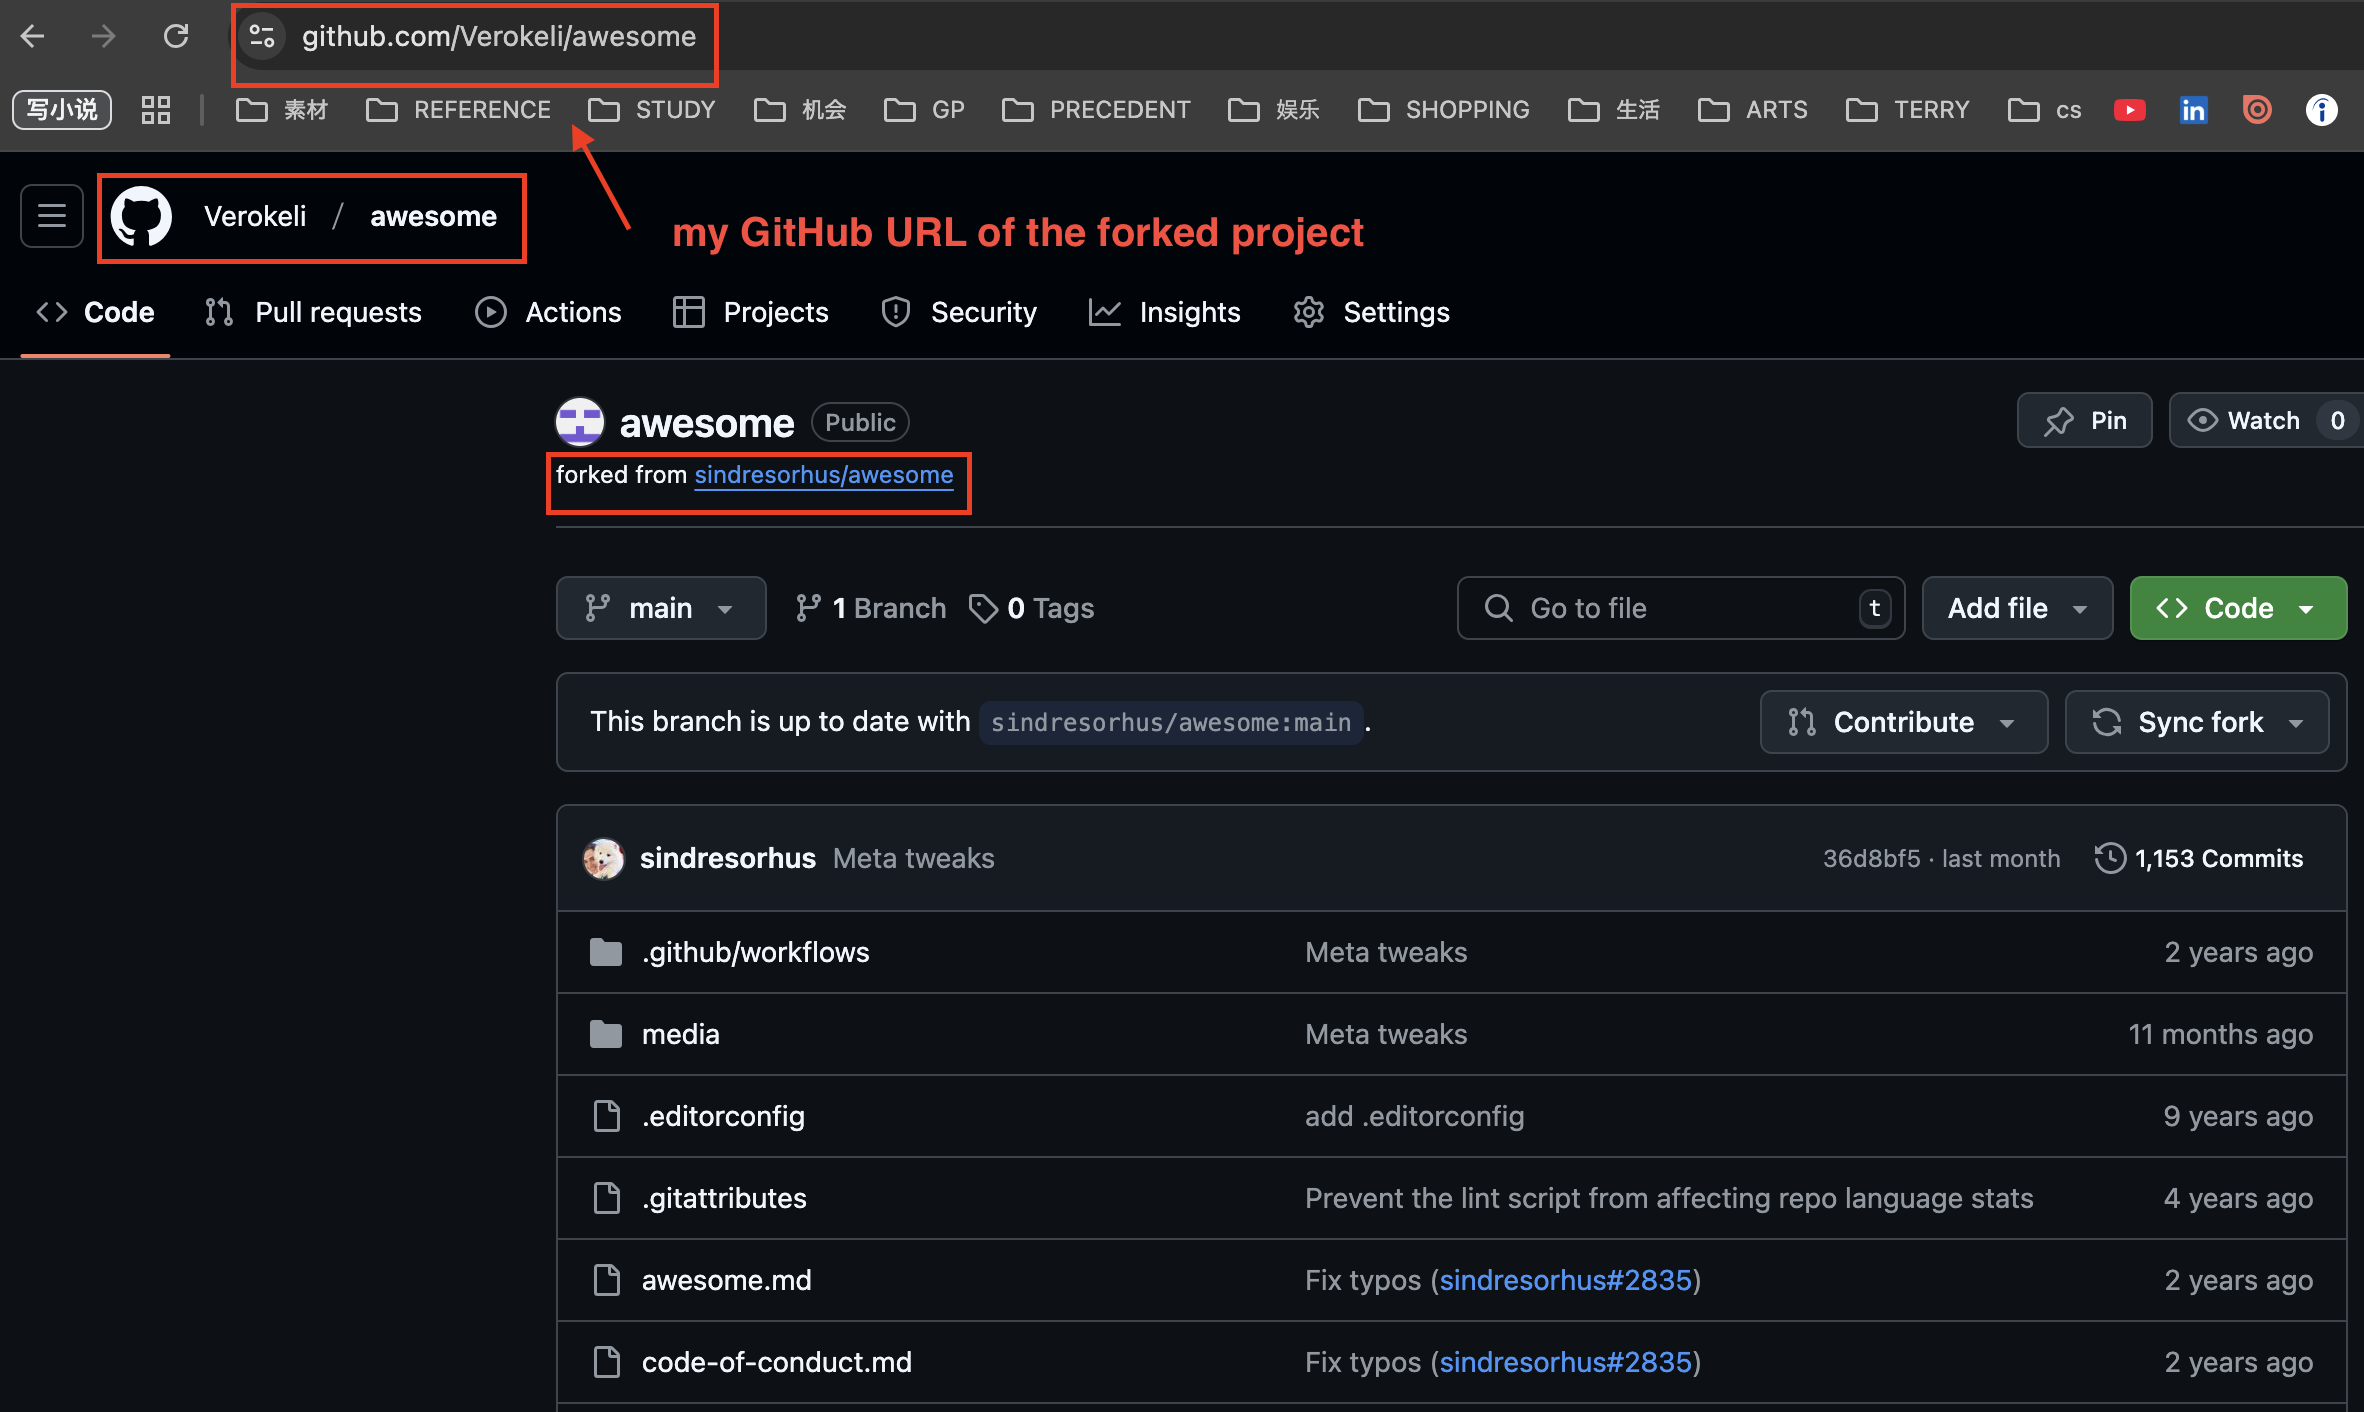 github.com/Verokeli/awesome
写小说 素材 REFERENCE STUDY 机会 GP PRECEDENT 娱乐 SHOPPING 生活 ARTS TERRY cs in
Verokeli / awesome
my GitHub URL of the forked project
Code Pull requests Actions Projects Security Insights Settings
awesome Public Pin Watch 0
forked from sindresorhus/awesome
main 1 Branch 0 Tags Go to file t Add file Code
This branch is up to date with sindresorhus/awesome:main. Contribute Sync fork
sindresorhus Meta tweaks 36d8bf5 · last month 1,153 Commits
.github/workflows Meta tweaks 2 years ago
media Meta tweaks 11 months ago
.editorconfig add .editorconfig 9 years ago
.gitattributes Prevent the lint script from affecting repo language stats 4 years ago
awesome.md Fix typos (sindresorhus#2835) 2 years ago
code-of-conduct.md Fix typos (sindresorhus#2835) 2 years ago